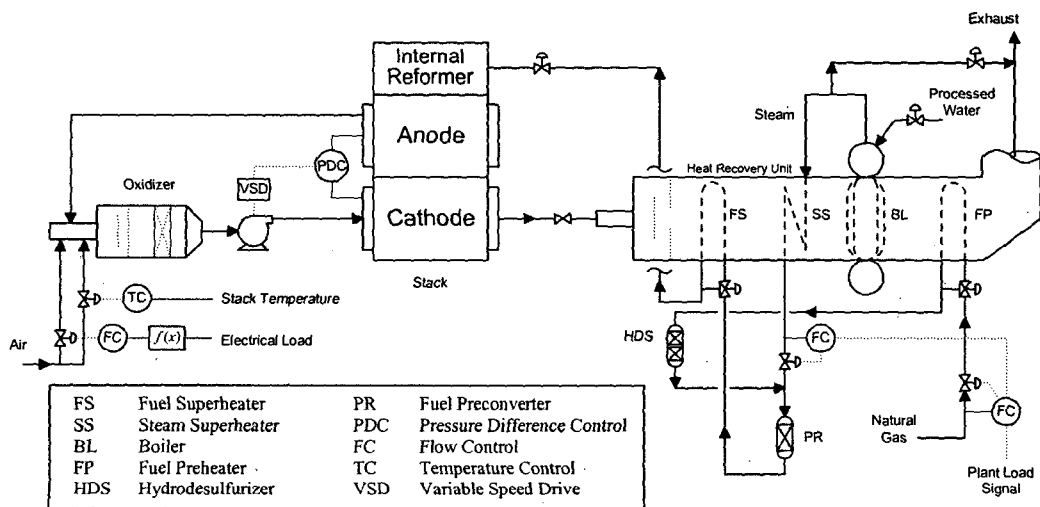 Exhaust
Internal
Reformer
Processed
Water
Steam
Anode
PDC
VSD
Oxidizer
Heat Recovery Unit
Cathode
FS
SS
BL
FP
Stack
TC
Stack Temperature
FC
f(x)
Electrical Load
Air
HDS
FC
FC
Natural
Gas
PR
Plant Load
Signal
FS Fuel Superheater PR Fuel Preconverter
SS Steam Superheater PDC Pressure Difference Control
BL Boiler FC Flow Control
FP Fuel Preheater TC Temperature Control
HDS Hydrodesulfurizer VSD Variable Speed Drive